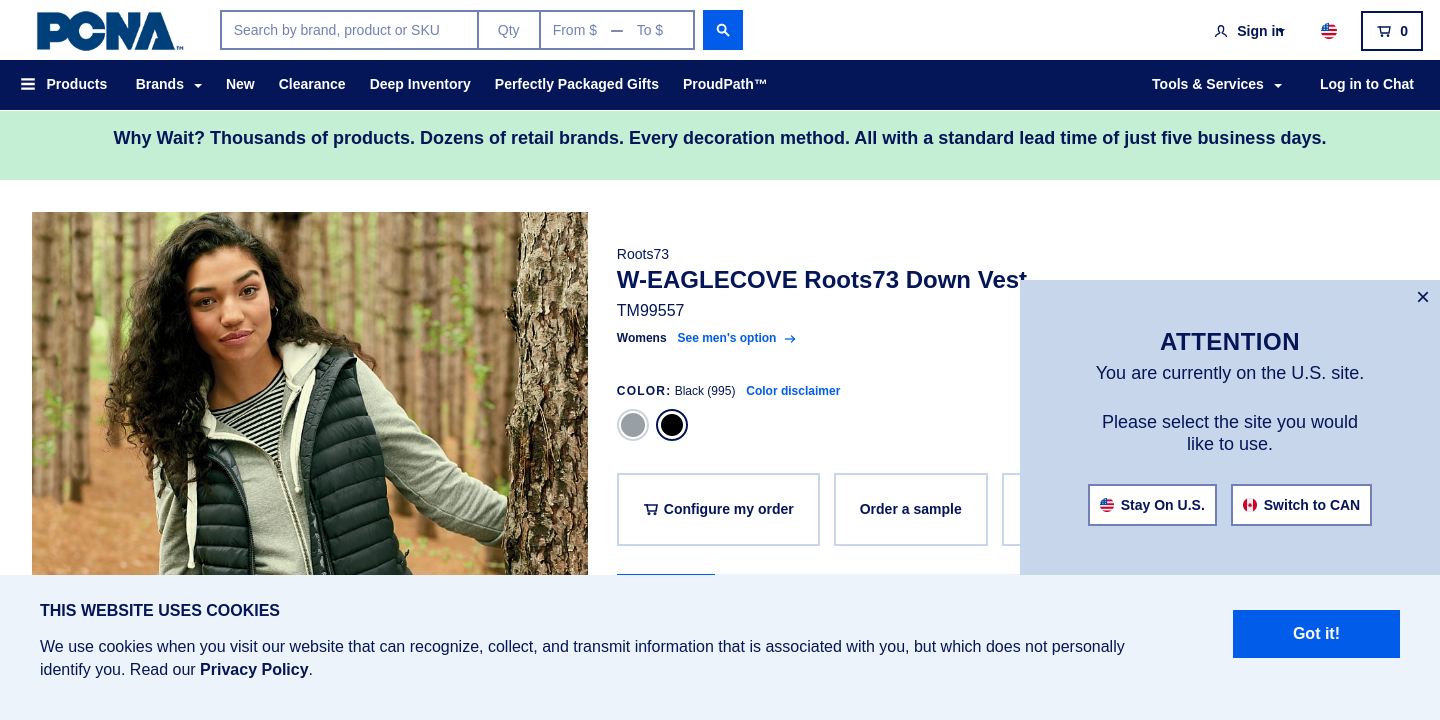 PCNA™
Search by brand, product or SKU
Qty
From $ — To $
Sign in
0
Products
Brands
New
Clearance
Deep Inventory
Perfectly Packaged Gifts
ProudPath™
Tools & Services
Log in to Chat
Why Wait? Thousands of products. Dozens of retail brands. Every decoration method. All with a standard lead time of just five business days.
Roots73
W-EAGLECOVE Roots73 Down Vest
TM99557
Womens See men's option →
COLOR: Black (995) Color disclaimer
Configure my order
Order a sample
×
ATTENTION
You are currently on the U.S. site.
Please select the site you would
like to use.
Stay On U.S.
Switch to CAN
THIS WEBSITE USES COOKIES
We use cookies when you visit our website that can recognize, collect, and transmit information that is associated with you, but which does not personally
identify you. Read our Privacy Policy.
Got it!